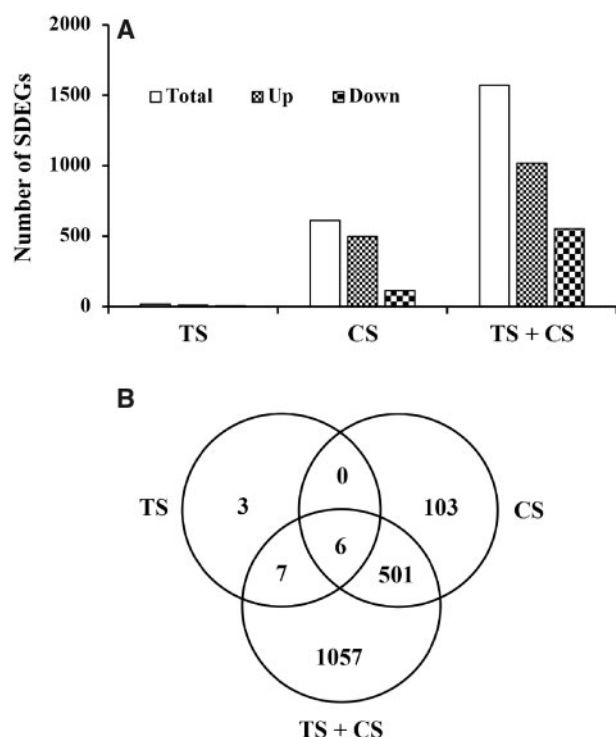 A
2000
1500
1000
500
0
Number of SDEGs
Total Up Down
TS CS TS + CS
B
TS
CS
3
0
103
6
7
501
1057
TS + CS